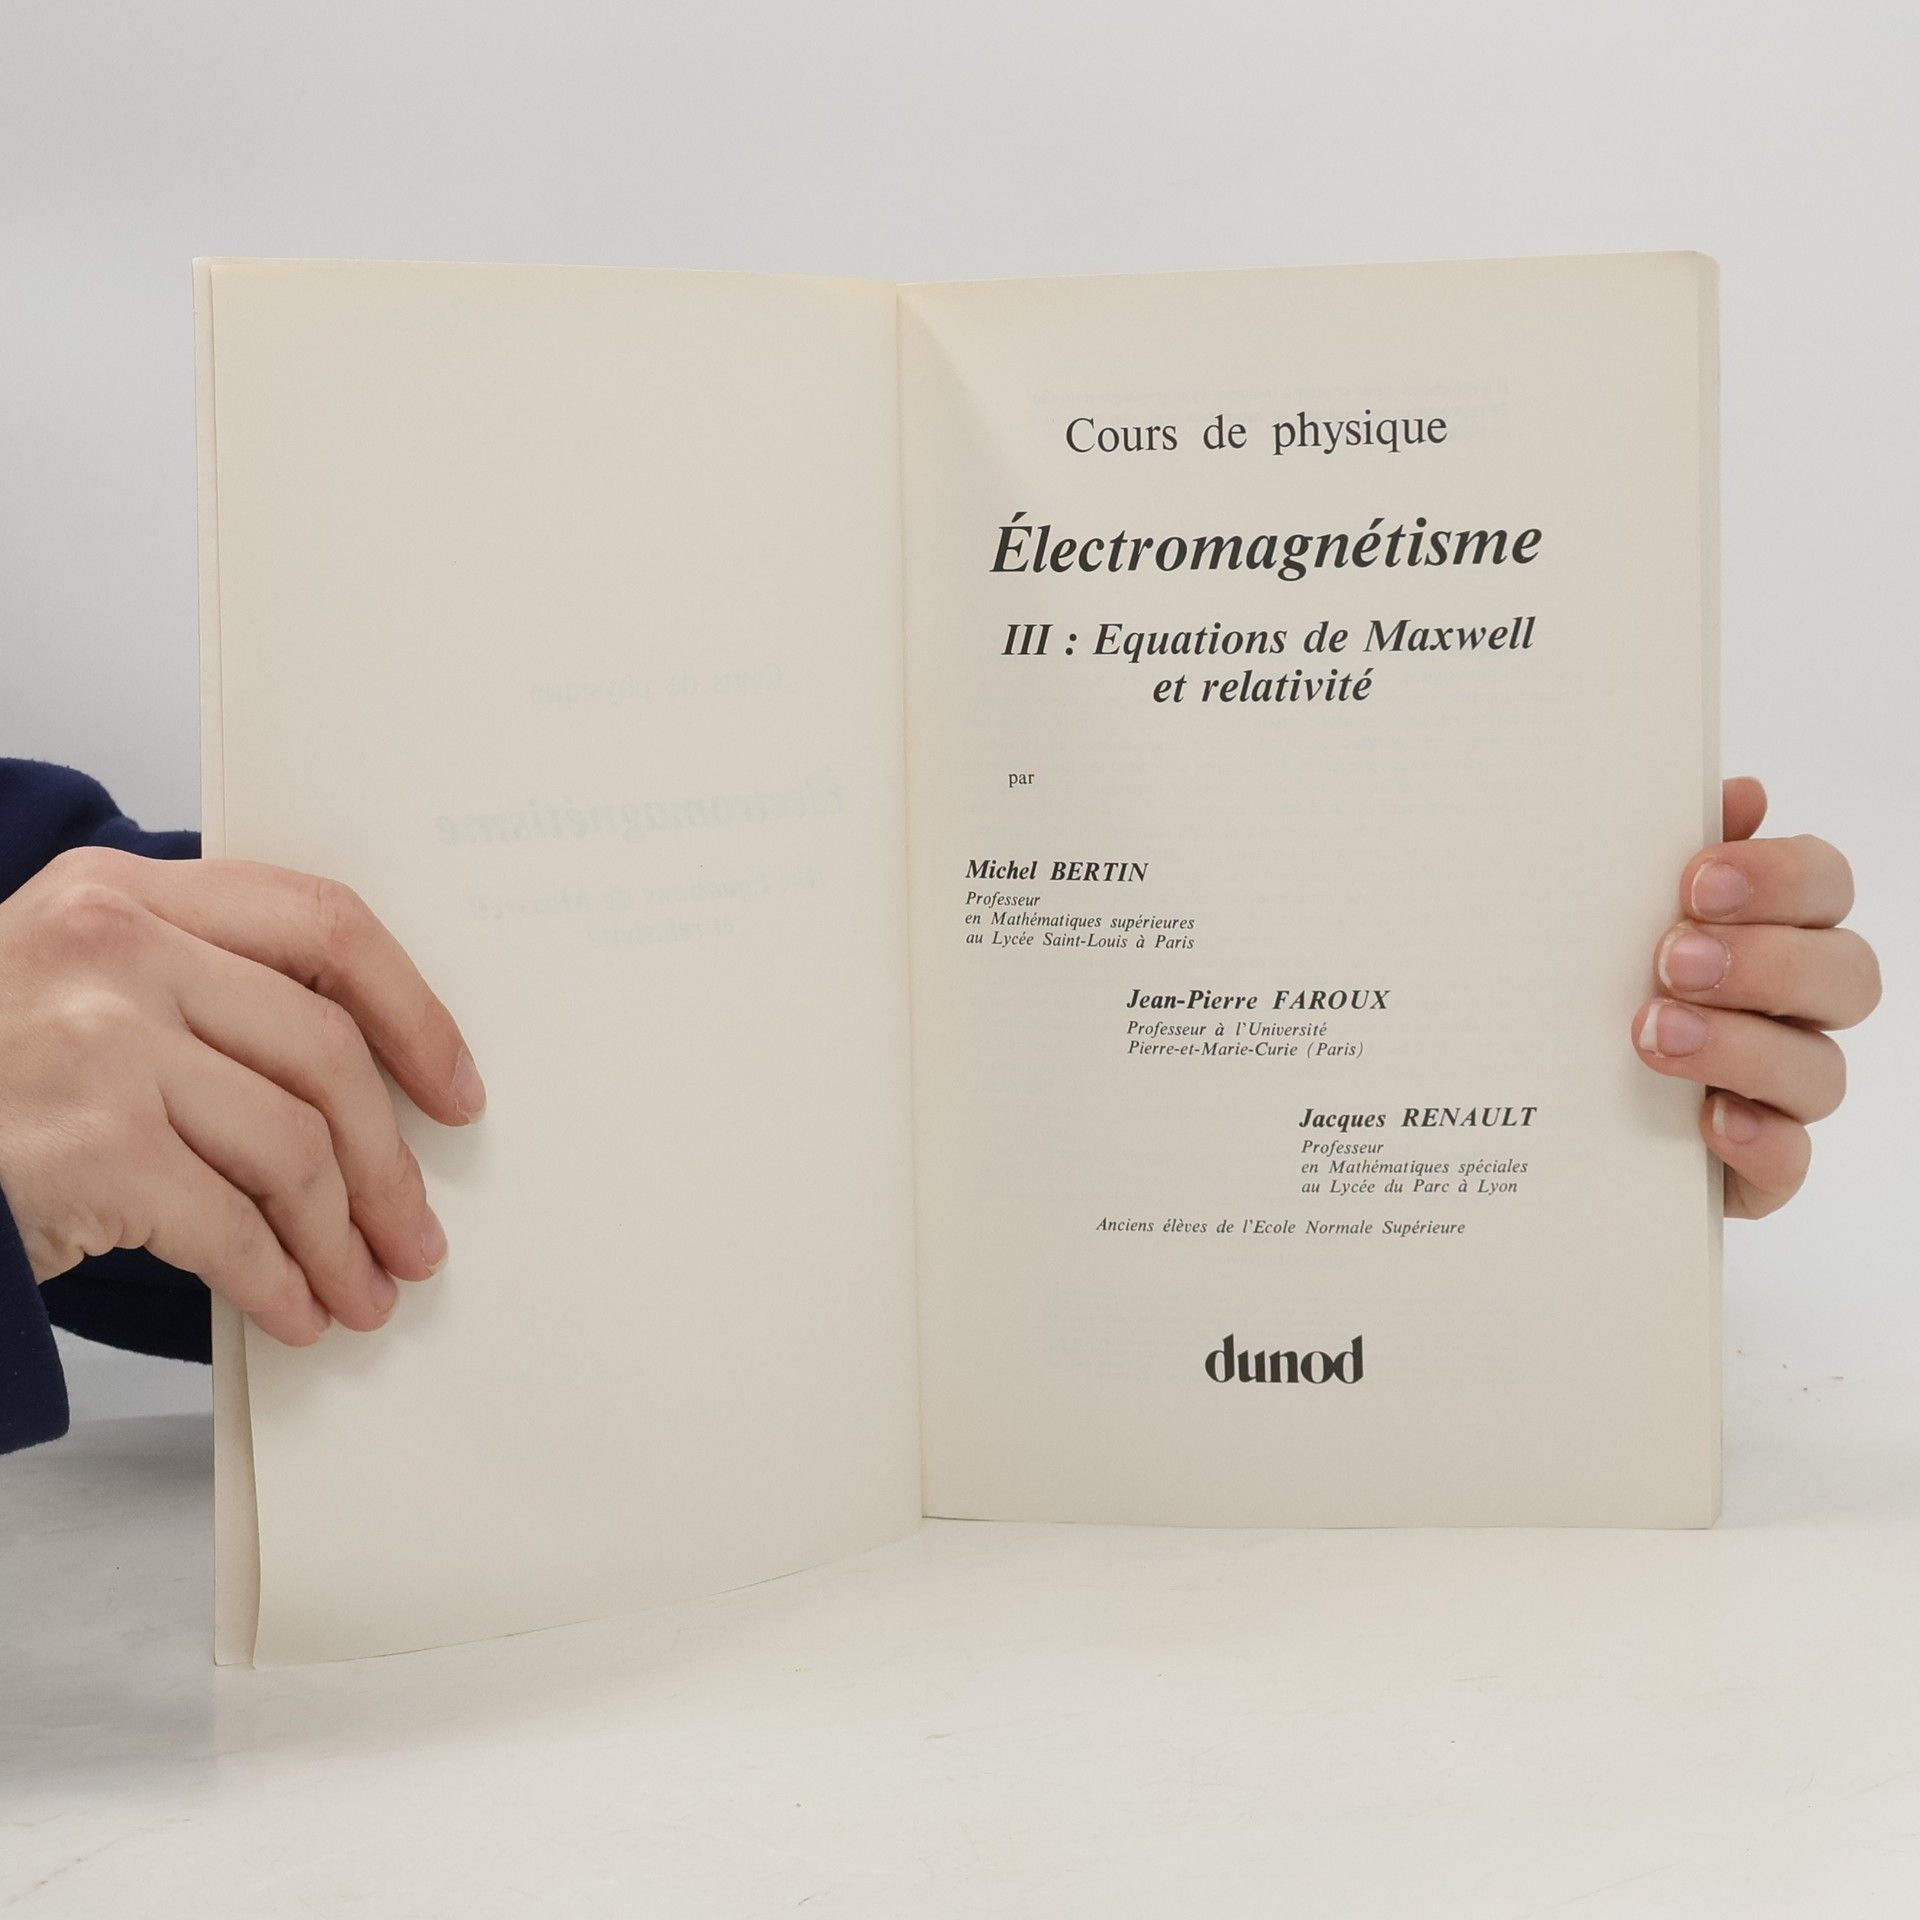 Cours de physique
Électromagnétisme
III : Equations de Maxwell
et relativité
par
Michel BERTIN
Professeur
en Mathématiques supérieures
au Lycée Saint-Louis à Paris
Jean-Pierre FAROUX
Professeur à l'Université
Pierre-et-Marie-Curie (Paris)
Jacques RENAULT
Professeur
en Mathématiques spéciales
au Lycée du Parc à Lyon
Anciens élèves de l'Ecole Normale Supérieure
dunod